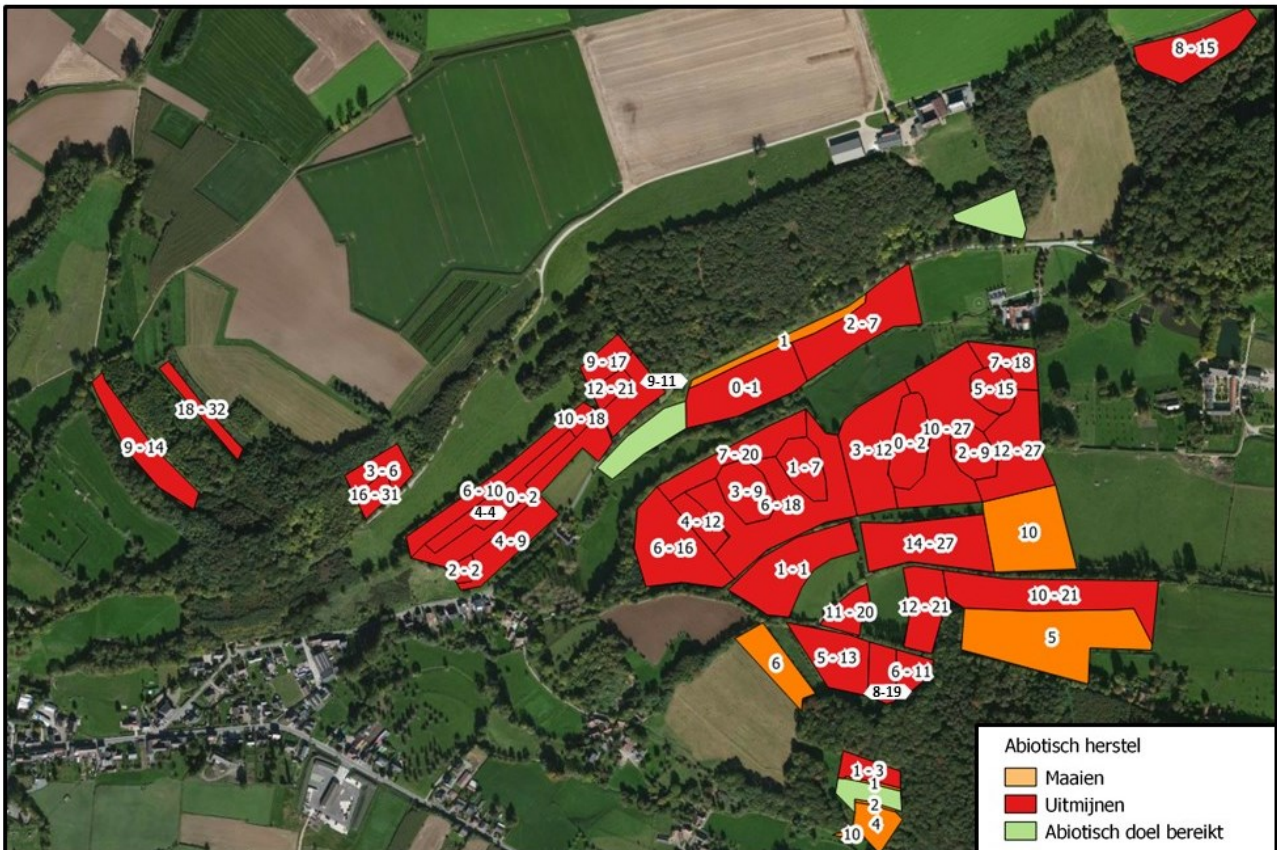 8 - 15
2 - 7
1
9 - 17
9-11
12 - 21
0 - 1
7 - 18
5 - 15
18 - 32
10 - 18
9 - 14
3 - 12
0 - 2
10 - 27
2 - 9
12 - 27
7 - 20
1 - 7
3 - 6
16 - 31
6 - 10
0 - 2
4-4
3 - 9
6 - 18
4 - 12
4 - 9
6 - 16
2 - 2
10
14 - 27
1 - 1
10 - 21
12 - 21
11 - 20
5
6
5 - 13
6 - 11
8-19
1 - 3
1
2
4
10
Abiotisch herstel
Maaien
Uitmijnen
Abiotisch doel bereikt